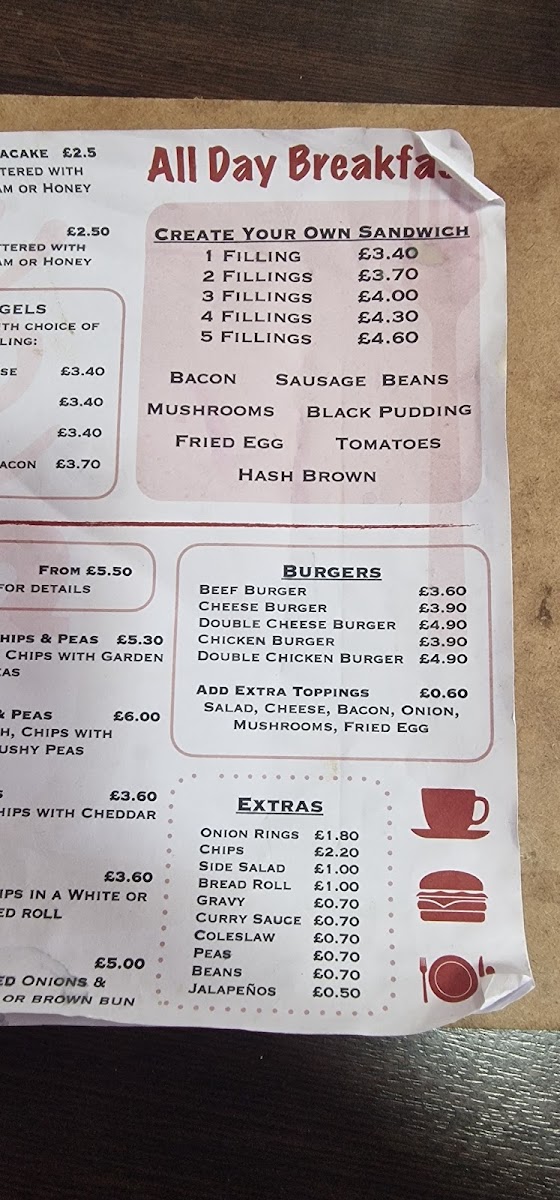 ACAKE £2.5
TERED WITH
AM OR HONEY
£2.50
TTERED WITH
AM OR HONEY
GELS
TH CHOICE OF
LING:
SE £3.40
£3.40
£3.40
ACON £3.70
All Day Breakfa
CREATE YOUR OWN SANDWICH
1 FILLING £3.40
2 FILLINGS £3.70
3 FILLINGS £4.00
4 FILLINGS £4.30
5 FILLINGS £4.60
BACON SAUSAGE BEANS
MUSHROOMS BLACK PUDDING
FRIED EGG TOMATOES
HASH BROWN
FROM £5.50
FOR DETAILS
HIPS & PEAS £5.30
CHIPS WITH GARDEN
EAS
& PEAS £6.00
H, CHIPS WITH
USHY PEAS
S £3.60
HIPS WITH CHEDDAR
£3.60
IPS IN A WHITE OR
ED ROLL
£5.00
ED ONIONS &
OR BROWN BUN
BURGERS
BEEF BURGER £3.60
CHEESE BURGER £3.90
DOUBLE CHEESE BURGER £4.90
CHICKEN BURGER £3.90
DOUBLE CHICKEN BURGER £4.90
ADD EXTRA TOPPINGS £0.60
SALAD, CHEESE, BACON, ONION,
MUSHROOMS, FRIED EGG
EXTRAS
ONION RINGS £1.80
CHIPS £2.20
SIDE SALAD £1.00
BREAD ROLL £1.00
GRAVY £0.70
CURRY SAUCE £0.70
COLESLAW £0.70
PEAS £0.70
BEANS £0.70
JALAPEÑOS £0.50